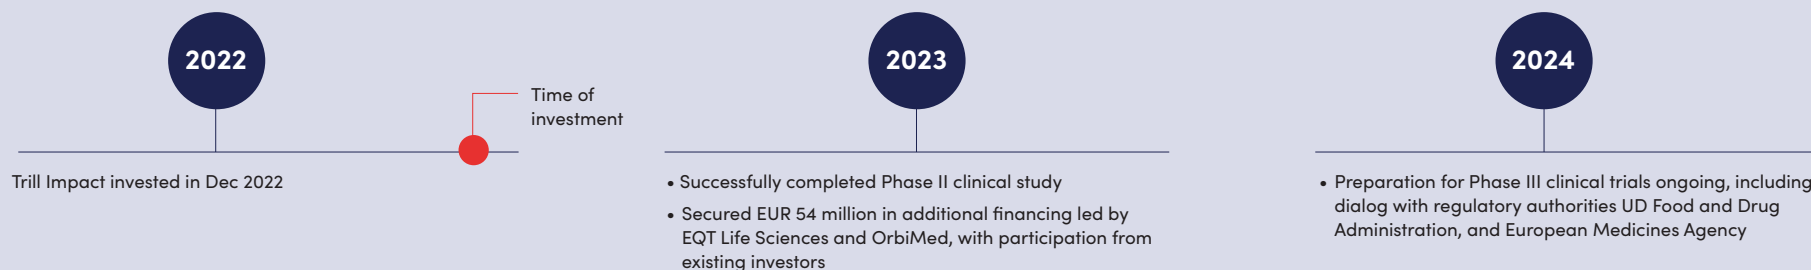 2022
Time of
investment
Trill Impact invested in Dec 2022
2023
• Successfully completed Phase II clinical study
• Secured EUR 54 million in additional financing led by
EQT Life Sciences and OrbiMed, with participation from
existing investors
2024
• Preparation for Phase III clinical trials ongoing, including
dialog with regulatory authorities UD Food and Drug
Administration, and European Medicines Agency